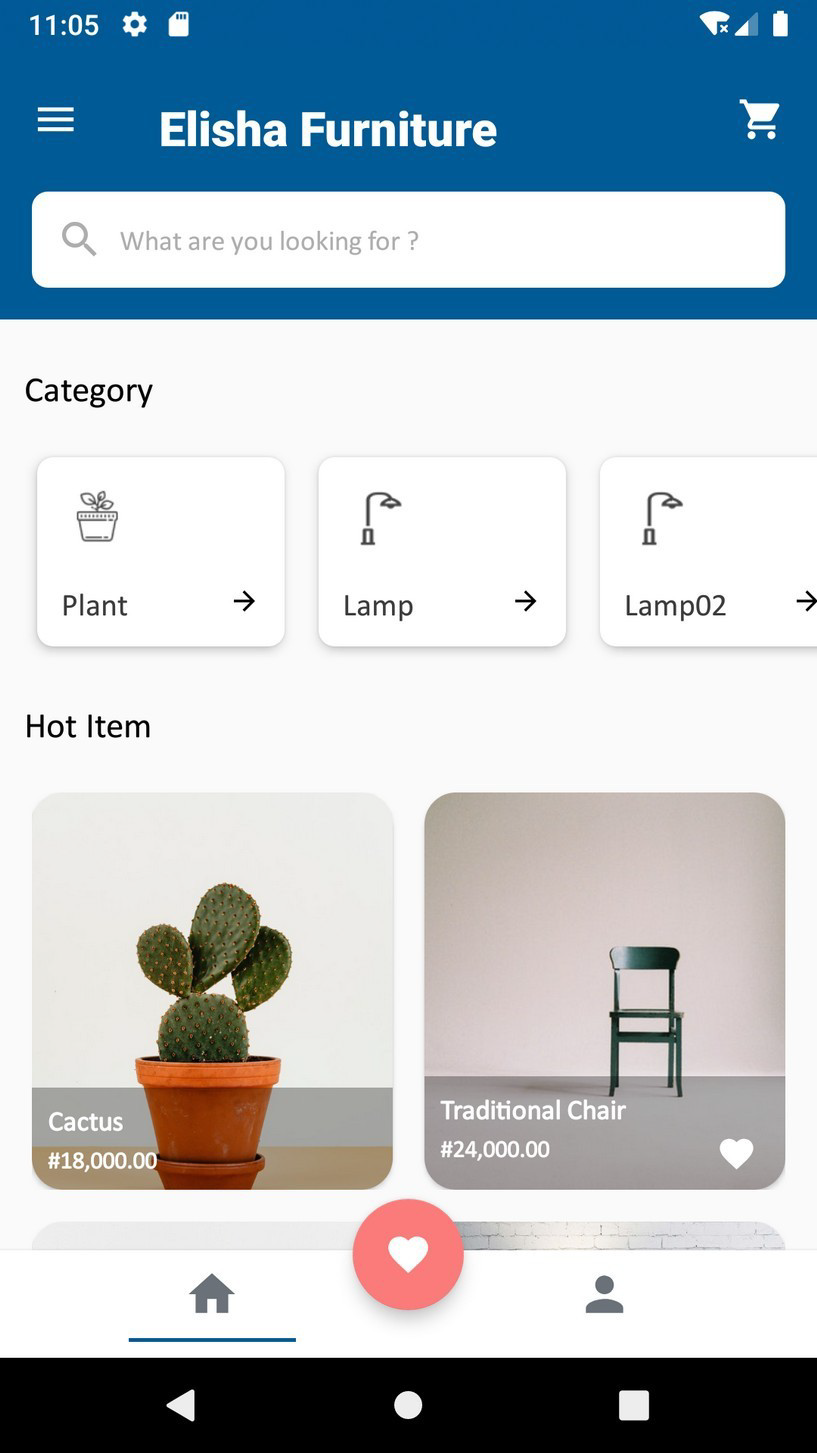 11:05
Elisha Furniture
What are you looking for ?
Category
Plant
Lamp
Lamp02
Hot Item
Cactus
#18,000.00
Traditional Chair
#24,000.00